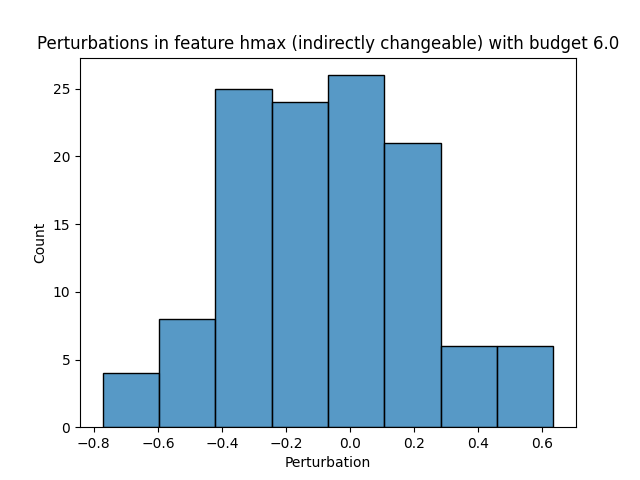 Perturbations in feature hmax (indirectly changeable) with budget 6.0
25
20
15
10
5
0
Count
−0.8 −0.6 −0.4 −0.2 0.0 0.2 0.4 0.6
Perturbation